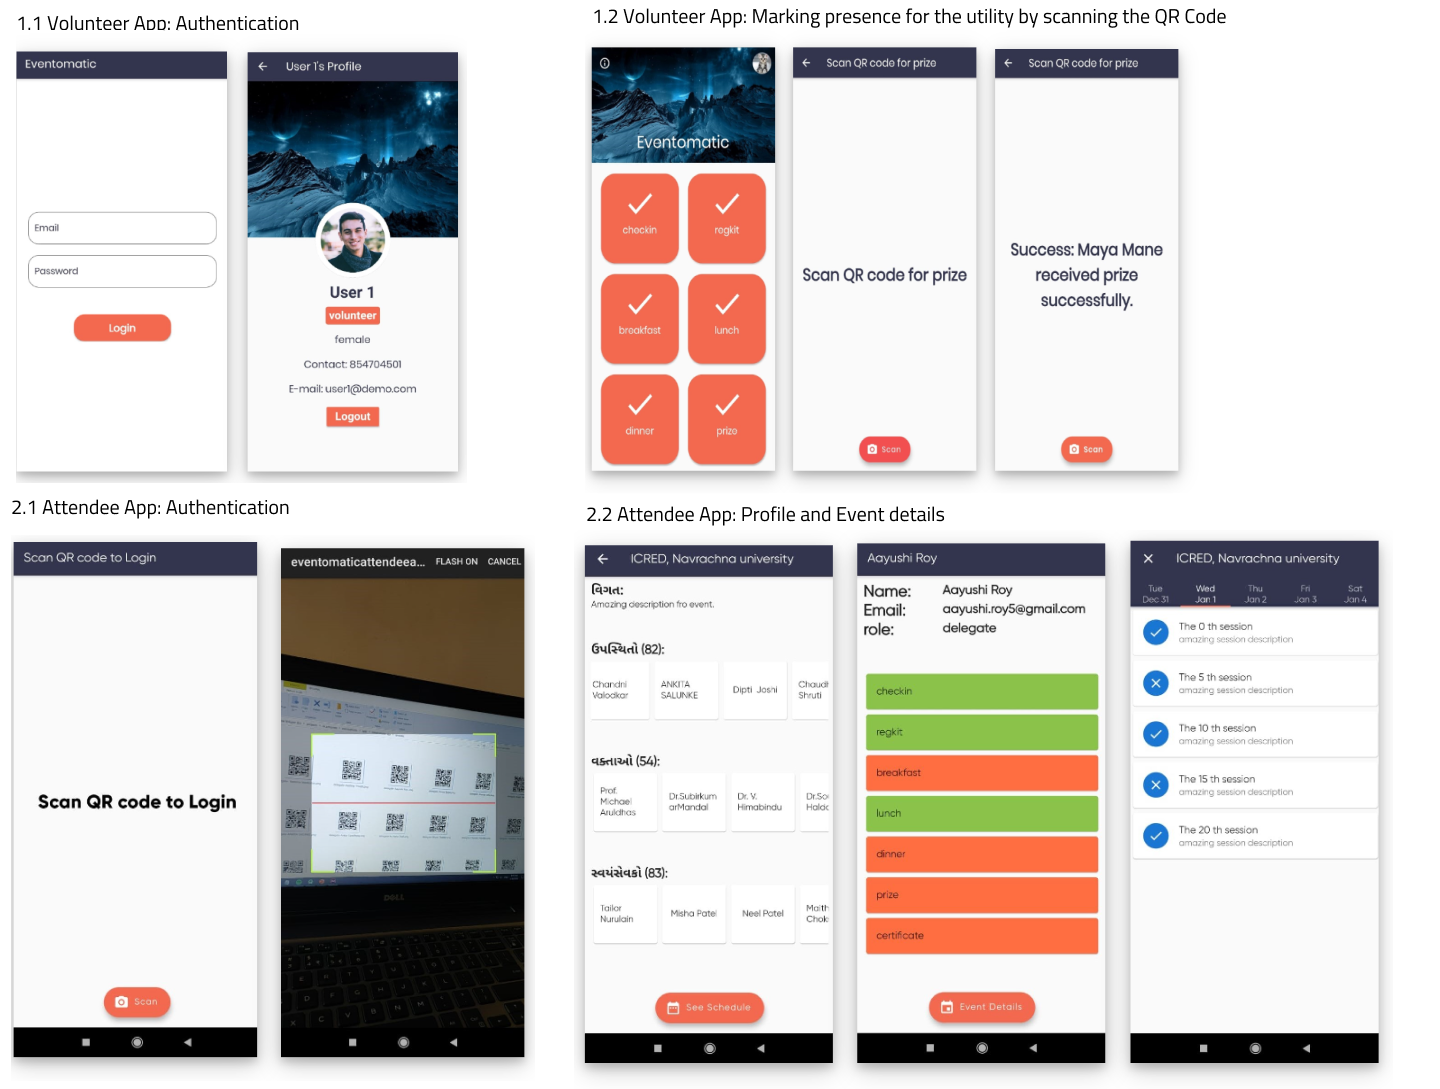 1.1 Volunteer App: Authentication
Eventomatic
Email
Password
Login
User 1's Profile
User 1
volunteer
female
Contact: 854704501
E-mail: user1@demo.com
Logout
1.2 Volunteer App: Marking presence for the utility by scanning the QR Code
Eventomatic
checkin
regkit
breakfast
lunch
dinner
prize
Scan QR code for prize
Scan QR code for prize
Scan
Scan QR code for prize
Success: Maya Mane
received prize
successfully.
Scan
2.1 Attendee App: Authentication
Scan QR code to Login
Scan QR code to Login
Scan
eventomaticattendeea... FLASH ON CANCEL
DELL
2.2 Attendee App: Profile and Event details
ICRED, Navrachna university
વિગત:
Amazing description fro event.
ઉપસ્થિતો (82):
Chandni
Valodkar
ANKITA
SALUNKE
Dipti Joshi
Chaudh
Shruti
વક્તાઓ (54):
Prof.
Michael
Aruldhas
Dr.Subirkum
arMandal
Dr. V.
Himabindu
Dr.So
Haldc
સ્વયંસેવકો (83):
Tailor
Nurulain
Misha Patel
Neel Patel
Maith
Chok
See Schedule
Aayushi Roy
Name: Aayushi Roy
Email: aayushi.roy5@gmail.com
role: delegate
checkin
regkit
breakfast
lunch
dinner
prize
certificate
Event Details
ICRED, Navrachna university
Tue Wed Thu Fri Sat
Dec 31 Jan 1 Jan 2 Jan 3 Jan 4
The 0 th session
amazing session description
The 5 th session
amazing session description
The 10 th session
amazing session description
The 15 th session
amazing session description
The 20 th session
amazing session description